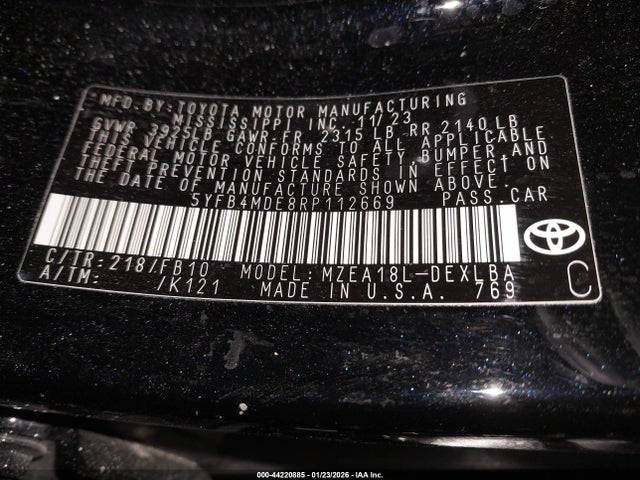 MFD. BY: TOYOTA MOTOR MANUFACTURING
MISSISSIPPI, INC. 11/23
GVWR 3925LB GAWR:FR 2315 LB RR 2140 LB
THIS VEHICLE CONFORMS TO ALL APPLICABLE
FEDERAL MOTOR VEHICLE SAFETY, BUMPER AND
THEFT PREVENTION STANDARDS IN EFFECT ON
THE DATE OF MANUFACTURE SHOWN ABOVE.
5YFB4MDE8RP112669 PASS.CAR
C/TR: 218/FB10 MODEL: MZEA18L-DEXLBA
A/TM: /K121 MADE IN U.S.A. 769 C
000-44220885 | 01/23/2026 | IAA Inc.